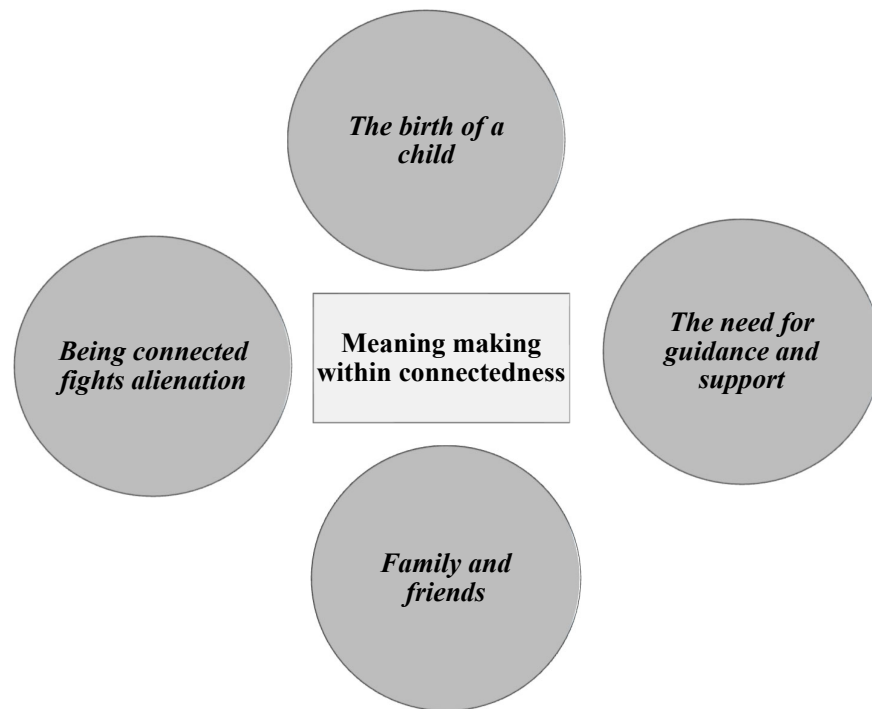 The birth of a
child
Being connected
fights alienation
Meaning making
within connectedness
The need for
guidance and
support
Family and
friends